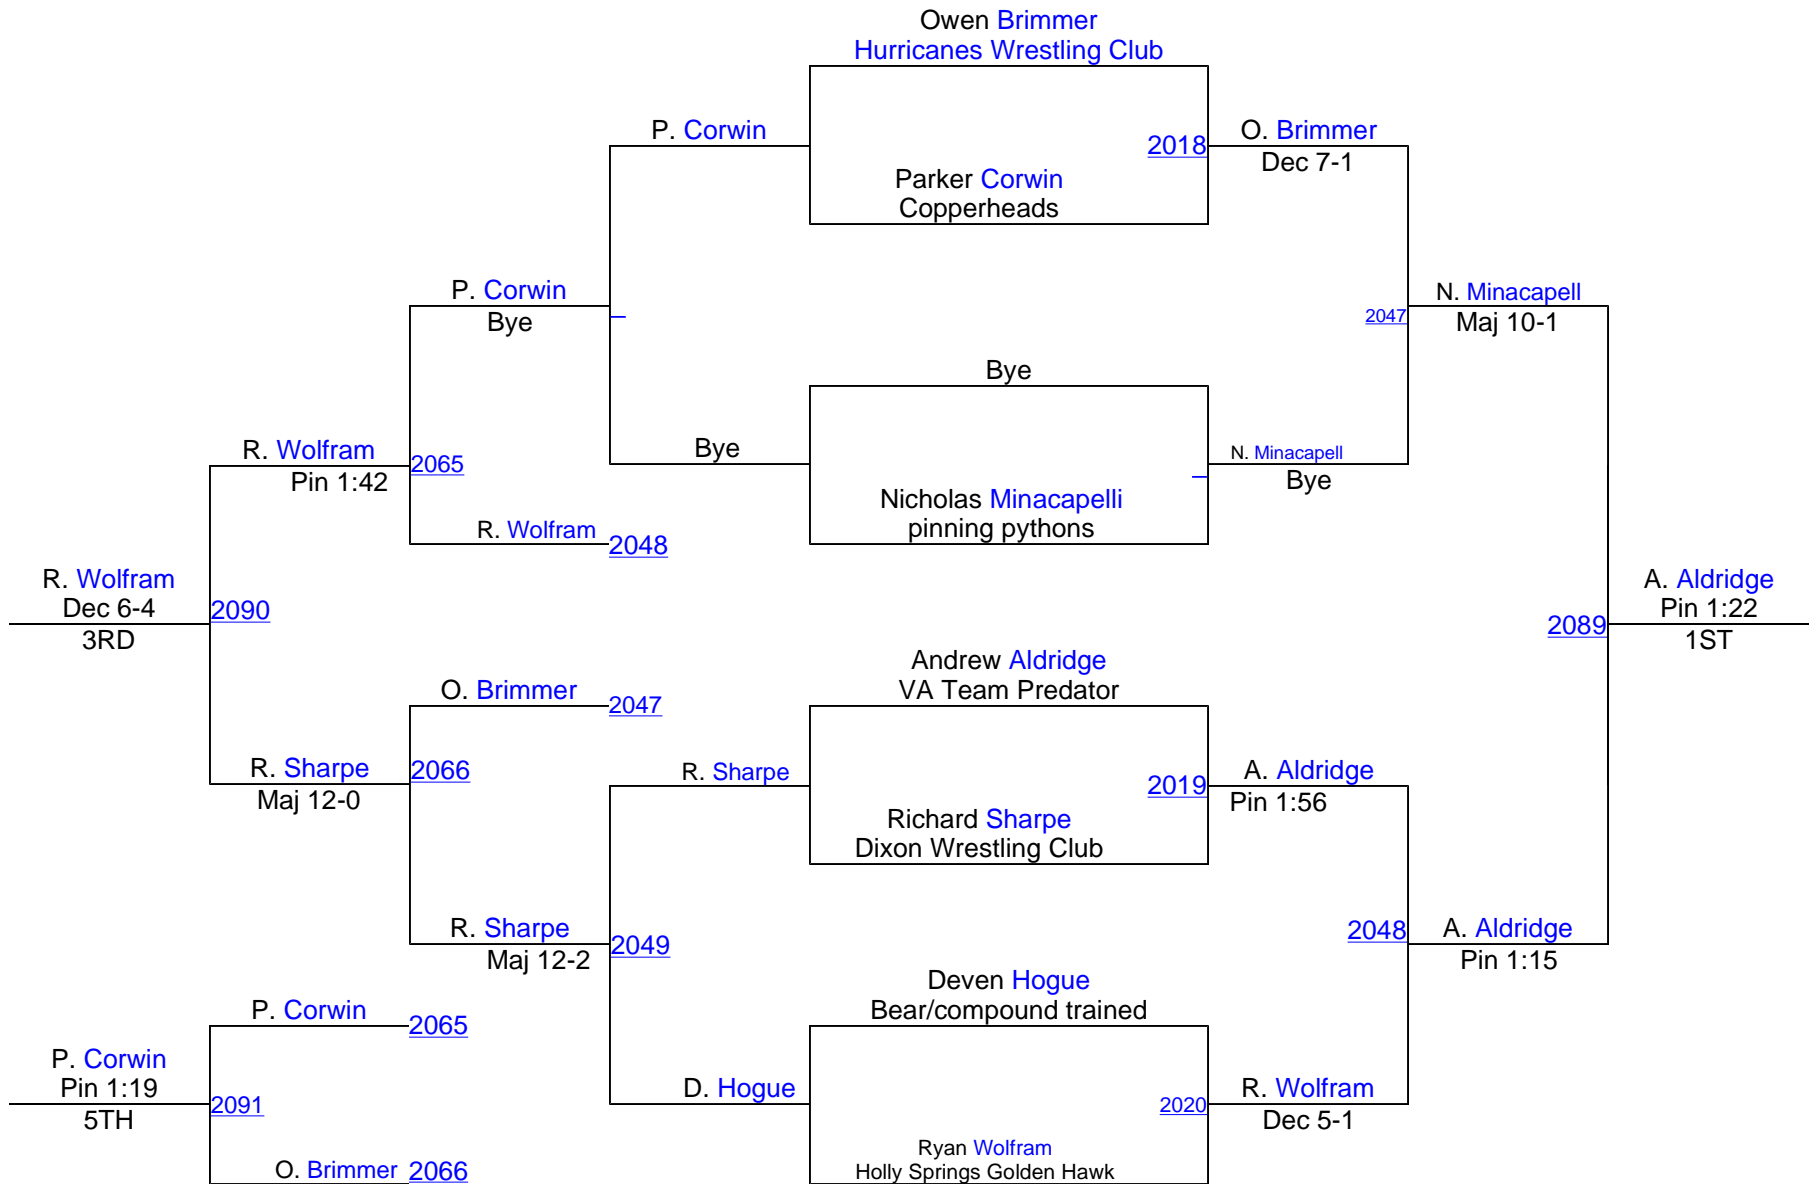 Owen Brimmer
Hurricanes Wrestling Club
P. Corwin
2018
O. Brimmer
Dec 7-1
Parker Corwin
Copperheads
P. Corwin
Bye
2047
N. Minacapell
Maj 10-1
Bye
R. Wolfram
Pin 1:42
2065
Bye
N. Minacapell
Bye
Nicholas Minacapelli
pinning pythons
R. Wolfram
2048
R. Wolfram
Dec 6-4
3RD
2090
2089
A. Aldridge
Pin 1:22
1ST
Andrew Aldridge
VA Team Predator
O. Brimmer
2047
R. Sharpe
Maj 12-0
2066
R. Sharpe
2019
A. Aldridge
Pin 1:56
Richard Sharpe
Dixon Wrestling Club
R. Sharpe
Maj 12-2
2049
2048
A. Aldridge
Pin 1:15
Deven Hogue
Bear/compound trained
P. Corwin
2065
P. Corwin
Pin 1:19
5TH
2091
D. Hogue
2020
R. Wolfram
Dec 5-1
Ryan Wolfram
Holly Springs Golden Hawk
O. Brimmer
2066